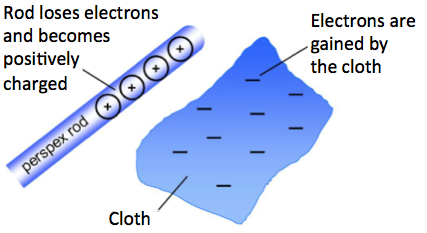 Rod loses electrons
and becomes
positively
charged
Electrons are
gained by
the cloth
+ + + +
perspex rod
− − − − − − − − −
Cloth